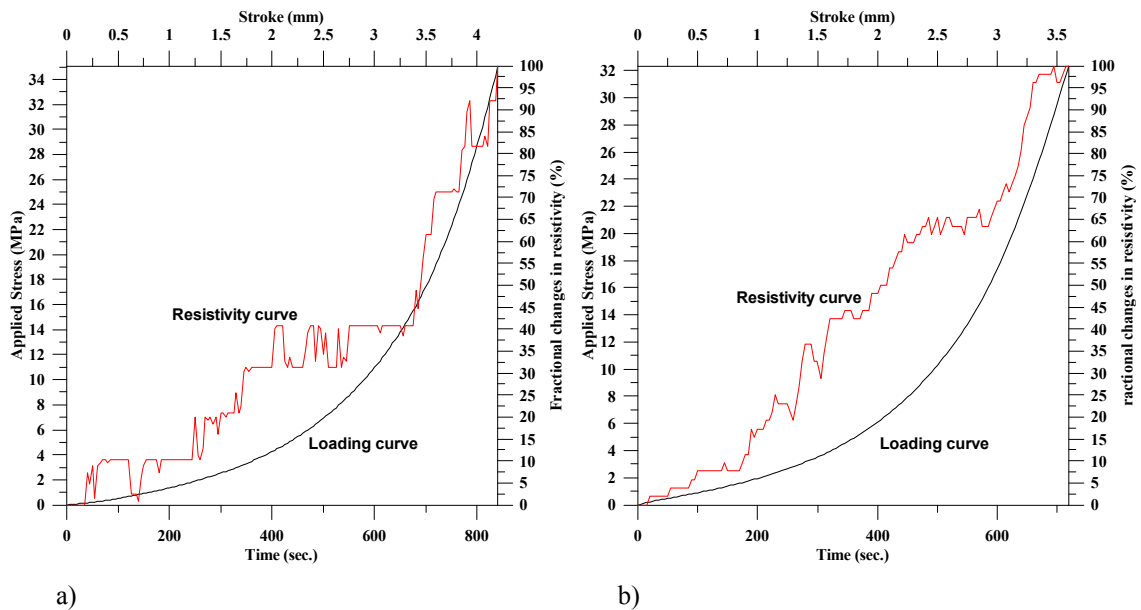 Stroke (mm)
0 0.5 1 1.5 2 2.5 3 3.5 4
34 32 30 28 26 24 22 20 18 16 14 12 10 8 6 4 2 0
Applied Stress (MPa)
100 95 90 85 80 75 70 65 60 55 50 45 40 35 30 25 20 15 10 5 0
Fractional changes in resistivity (%)
Resistivity curve
Loading curve
0 200 400 600 800
Time (sec.)
a)
Stroke (mm)
0 0.5 1 1.5 2 2.5 3 3.5
32 30 28 26 24 22 20 18 16 14 12 10 8 6 4 2 0
Applied Stress (MPa)
100 95 90 85 80 75 70 65 60 55 50 45 40 35 30 25 20 15 10 5 0
ractional changes in resistivity (%)
Resistivity curve
Loading curve
0 200 400 600
Time (sec.)
b)